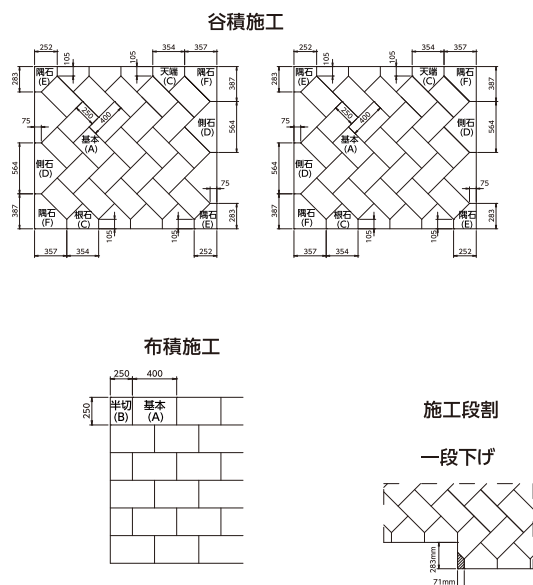 谷積施工
252
105
354
357
隅石
(E)
天端
(C)
隅石
(F)
283
387
250
400
75
基本
(A)
側石
(D)
564
564
側石
(D)
75
387
隅石
(F)
根石
(C)
105
105
隅石
(E)
283
357
354
252
252
105
354
357
隅石
(E)
天端
(C)
隅石
(F)
283
387
250
400
75
基本
(A)
側石
(D)
564
564
側石
(D)
75
387
隅石
(F)
根石
(C)
105
105
隅石
(E)
283
357
354
252
布積施工
250
400
250
半切
(B)
基本
(A)
施工段割
一段下げ
283mm
71mm